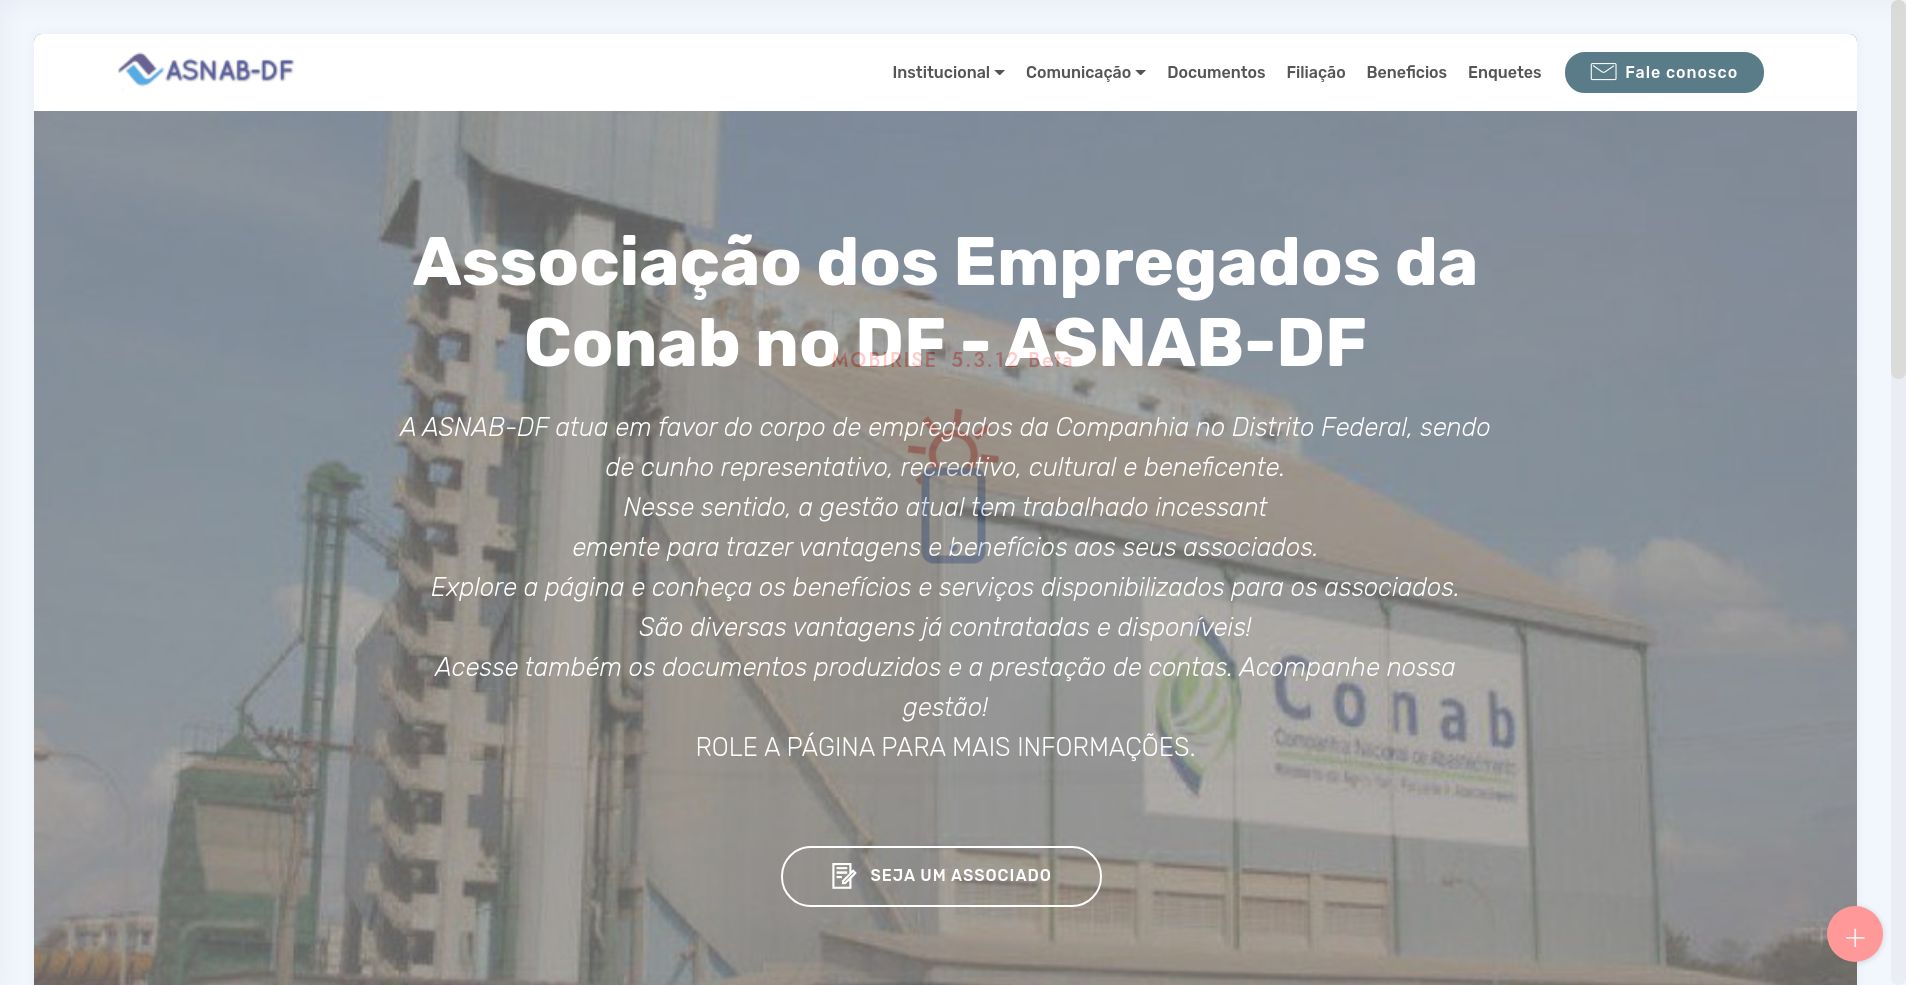 ASNAB-DF
Institucional
Comunicação
Documentos
Filiação
Beneficios
Enquetes
Fale conosco
Associação dos Empregados da
Conab no DF - ASNAB-DF
MOBIRISE 5.3.12 Beta
A ASNAB-DF atua em favor do corpo de empregados da Companhia no Distrito Federal, sendo
de cunho representativo, recreativo, cultural e beneficente.
Nesse sentido, a gestão atual tem trabalhado incessant
emente para trazer vantagens e benefícios aos seus associados.
Explore a página e conheça os benefícios e serviços disponibilizados para os associados.
São diversas vantagens já contratadas e disponíveis!
Acesse também os documentos produzidos e a prestação de contas. Acompanhe nossa
gestão!
ROLE A PÁGINA PARA MAIS INFORMAÇÕES.
Conab
Companhia Nacional de Abastecimento
SEJA UM ASSOCIADO